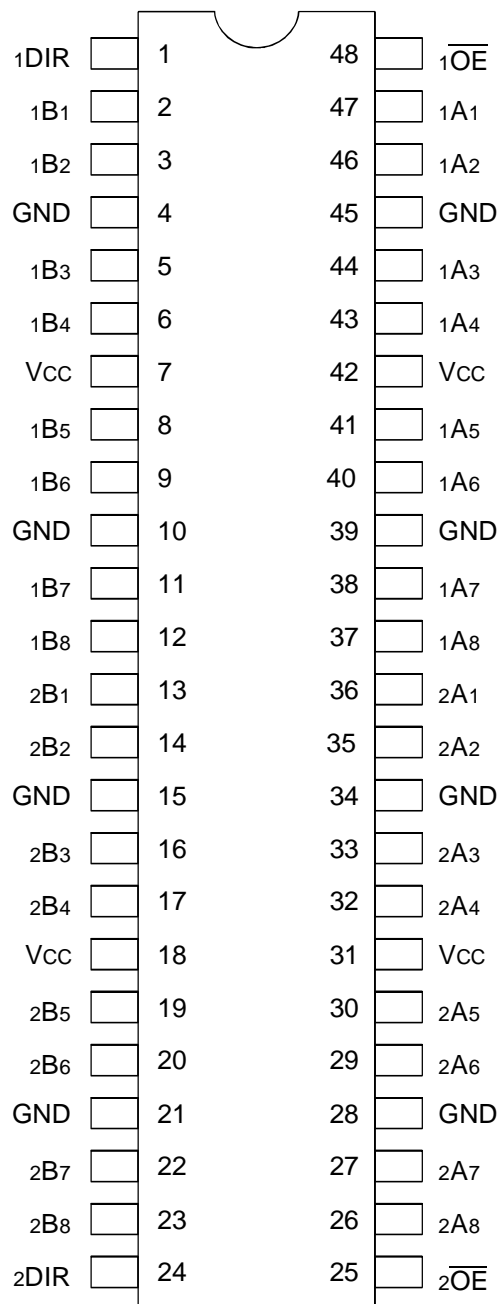 1DIR 1 48 1O̅E̅
1B1 2 47 1A1
1B2 3 46 1A2
GND 4 45 GND
1B3 5 44 1A3
1B4 6 43 1A4
VCC 7 42 VCC
1B5 8 41 1A5
1B6 9 40 1A6
GND 10 39 GND
1B7 11 38 1A7
1B8 12 37 1A8
2B1 13 36 2A1
2B2 14 35 2A2
GND 15 34 GND
2B3 16 33 2A3
2B4 17 32 2A4
VCC 18 31 VCC
2B5 19 30 2A5
2B6 20 29 2A6
GND 21 28 GND
2B7 22 27 2A7
2B8 23 26 2A8
2DIR 24 25 2O̅E̅